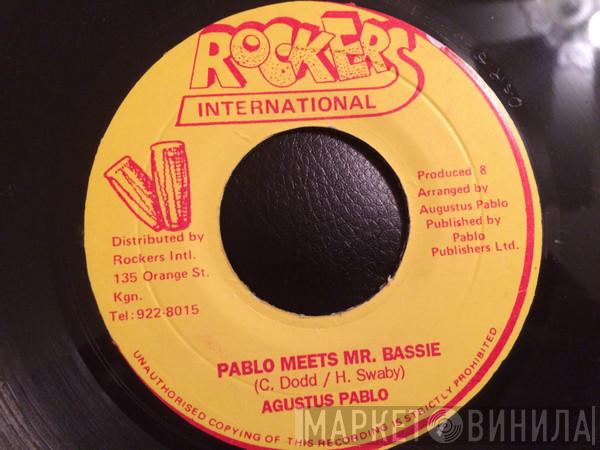 ROCKERS
INTERNATIONAL
Distributed by
Rockers Intl.
135 Orange St.
Kgn.
Tel:922-8015
Produced 8
Arranged by
Augustus Pablo
Published by
Pablo
Publishers Ltd.
PABLO MEETS MR. BASSIE
(C. Dodd / H. Swaby)
AGUSTUS PABLO
UNAUTHORISED COPYING OF THIS RECORDING IS STRICTLY PROHIBITED
МАРКЕТ ВИНИЛА